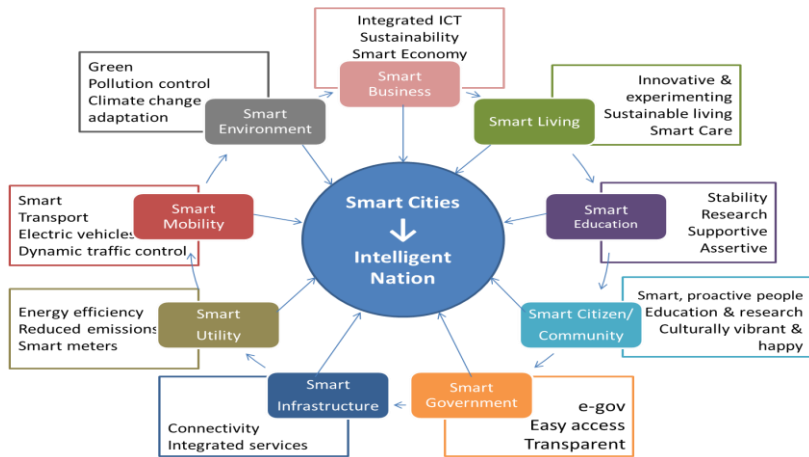 Integrated ICT
Sustainability
Smart Economy
Smart
Business
Innovative &
experimenting
Sustainable living
Smart Care
Smart Living
Stability
Research
Supportive
Assertive
Smart
Education
Smart, proactive people
Education & research
Culturally vibrant &
happy
Smart Citizen/
Community
e-gov
Easy access
Transparent
Smart
Government
Connectivity
Integrated services
Smart
Infrastructure
Energy efficiency
Reduced emissions
Smart meters
Smart
Utility
Smart
Transport
Electric vehicles
Dynamic traffic control
Smart
Mobility
Green
Pollution control
Climate change
adaptation
Smart
Environment
Smart Cities
Intelligent
Nation